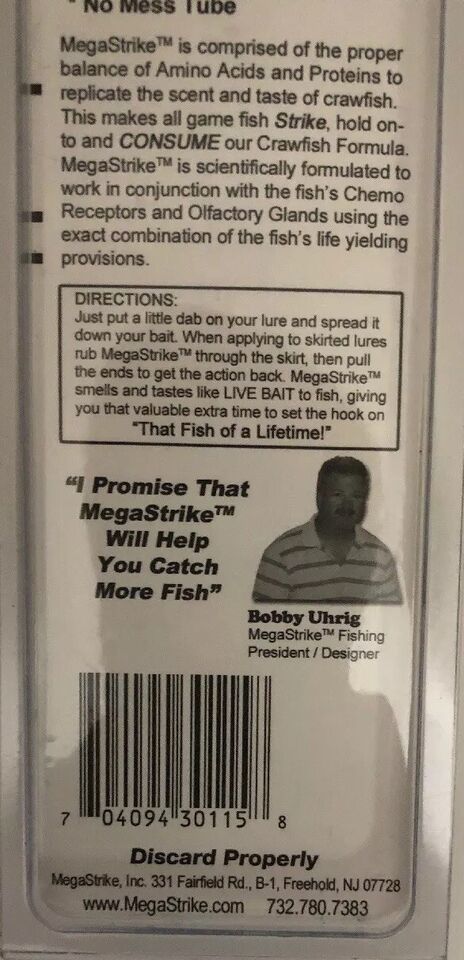 * No Mess Tube
MegaStrike™ is comprised of the proper
balance of Amino Acids and Proteins to
replicate the scent and taste of crawfish.
This makes all game fish Strike, hold on-
to and CONSUME our Crawfish Formula.
MegaStrike™ is scientifically formulated to
work in conjunction with the fish's Chemo
Receptors and Olfactory Glands using the
exact combination of the fish's life yielding
provisions.
DIRECTIONS:
Just put a little dab on your lure and spread it
down your bait. When applying to skirted lures
rub MegaStrike™ through the skirt, then pull
the ends to get the action back. MegaStrike™
smells and tastes like LIVE BAIT to fish, giving
you that valuable extra time to set the hook on
"That Fish of a Lifetime!"
"I Promise That
MegaStrike™
Will Help
You Catch
More Fish"
Bobby Uhrig
MegaStrike™ Fishing
President / Designer
7 04094 30115 8
Discard Properly
MegaStrike, Inc. 331 Fairfield Rd., B-1, Freehold, NJ 07728
www.MegaStrike.com 732.780.7383